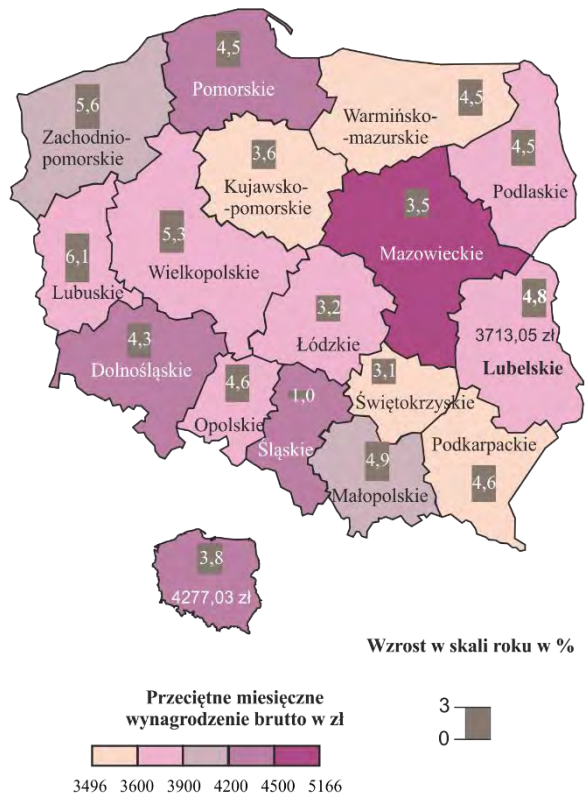 4,5
Pomorskie
5,6
Zachodnio-
pomorskie
4,5
Warmińsko-
-mazurskie
3,6
Kujawsko-
-pomorskie
4,5
Podlaskie
3,5
Mazowieckie
6,1
Lubuskie
5,3
Wielkopolskie
3,2
Łódzkie
4,8
3713,05 zł
Lubelskie
4,3
Dolnośląskie
4,6
Opolskie
1,0
Śląskie
3,1
Świętokrzyskie
4,9
Małopolskie
Podkarpackie
4,6
3,8
4277,03 zł
Wzrost w skali roku w %
3
0
Przeciętne miesięczne
wynagrodzenie brutto w zł
3496 3600 3900 4200 4500 5166